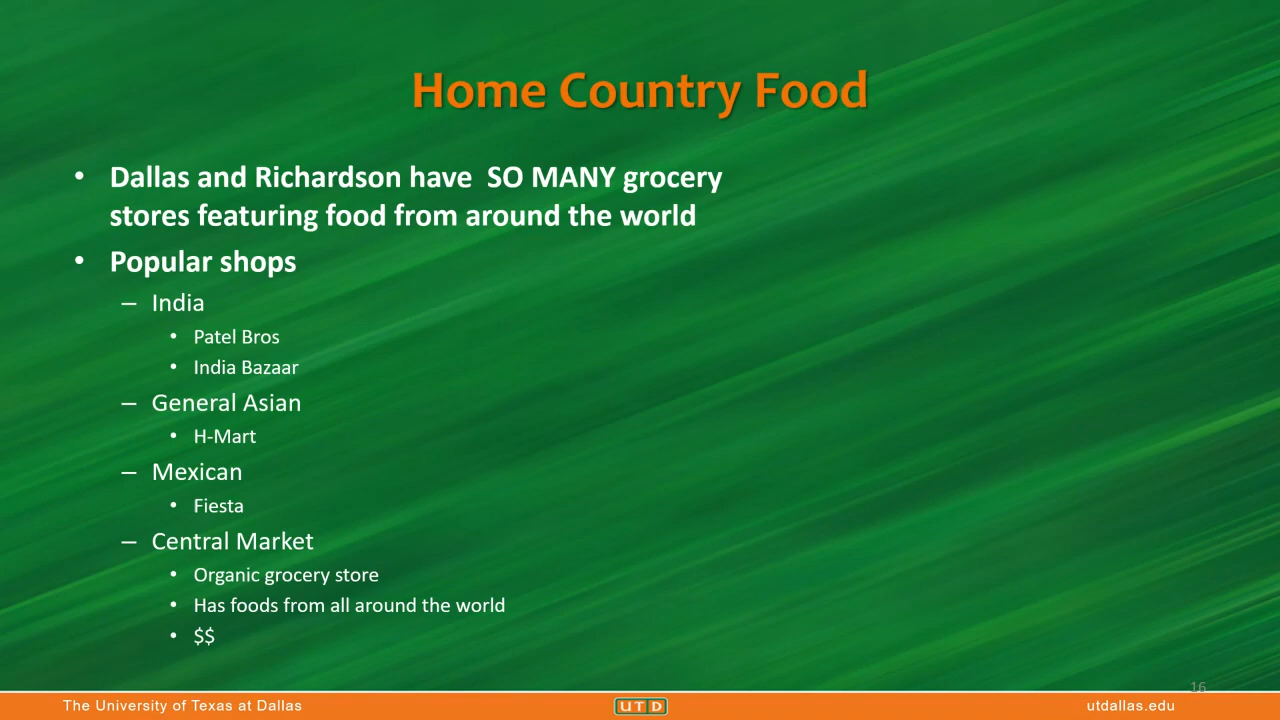 Home Country Food
• Dallas and Richardson have  SO MANY grocery
stores featuring food from around the world
• Popular shops
– India
• Patel Bros
• India Bazaar
– General Asian
• H-Mart
– Mexican
• Fiesta
– Central Market
• Organic grocery store
• Has foods from all around the world
• $$
16
The University of Texas at Dallas
UTD
utdallas.edu